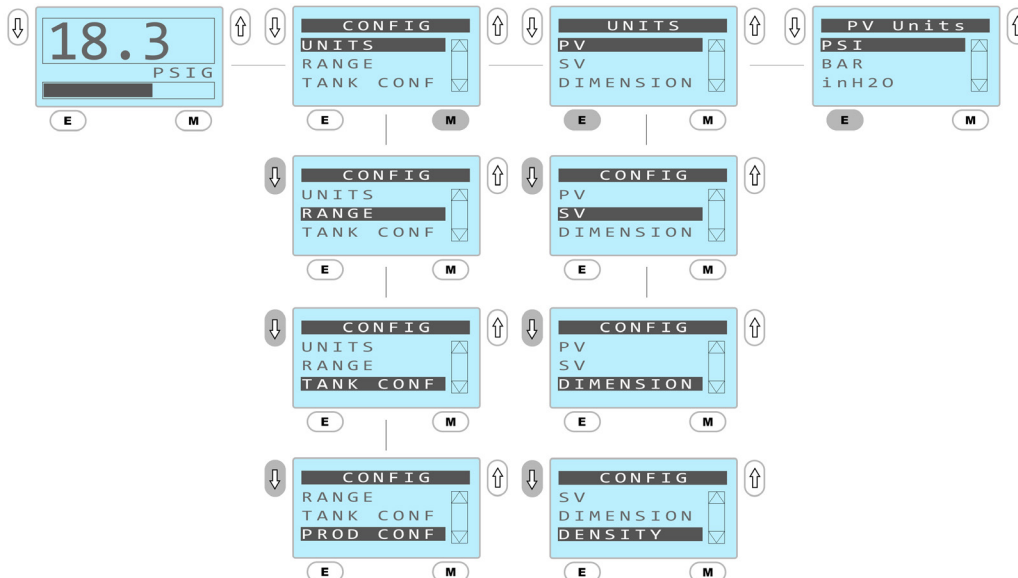 18.3
PSIG
E
M
CONFIG
UNITS
RANGE
TANK CONF
E
M
UNITS
PV
SV
DIMENSION
E
M
PV Units
PSI
BAR
inH2O
E
M
CONFIG
UNITS
RANGE
TANK CONF
E
M
CONFIG
PV
SV
DIMENSION
E
M
CONFIG
UNITS
RANGE
TANK CONF
E
M
CONFIG
PV
SV
DIMENSION
E
M
CONFIG
RANGE
TANK CONF
PROD CONF
E
M
CONFIG
SV
DIMENSION
DENSITY
E
M